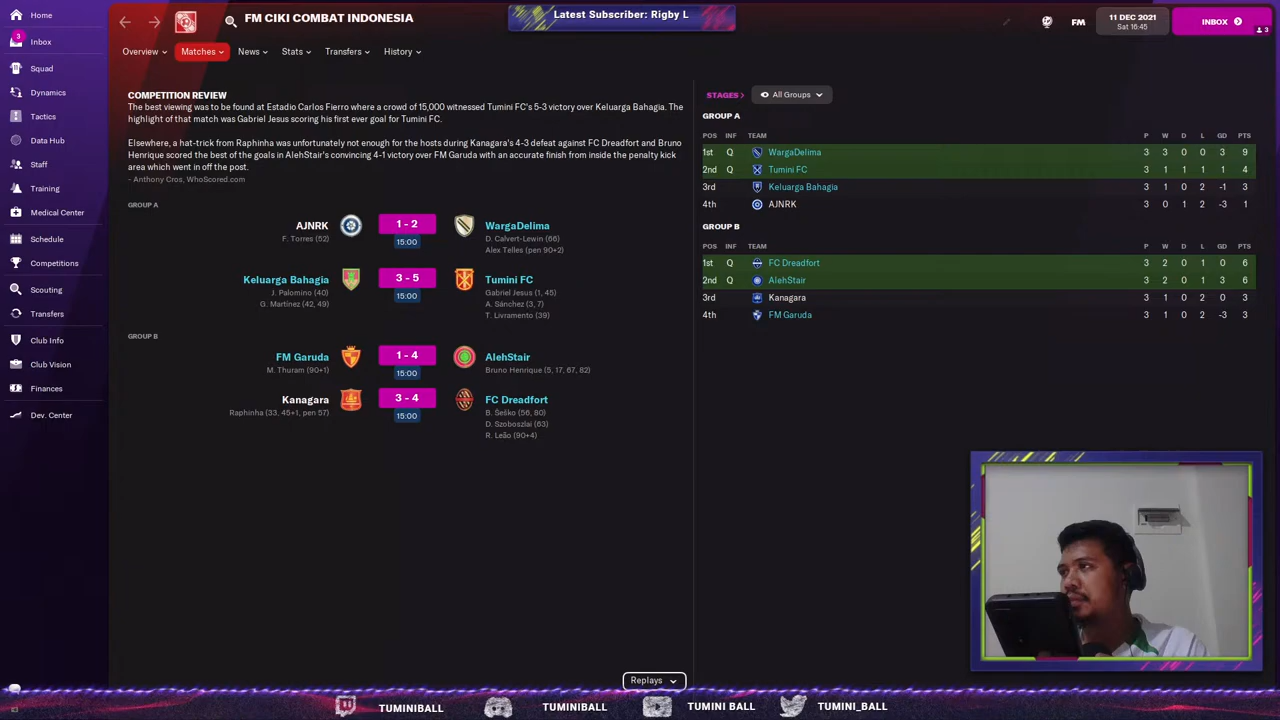 Home
FM CIKI COMBAT INDONESIA
Latest Subscriber: Rigby L
FM
11 DEC 2021
Sat 16:45
INBOX
3
3
Inbox
Squad
Dynamics
Tactics
Data Hub
Staff
Training
Medical Center
Schedule
Competitions
Scouting
Transfers
Club Info
Club Vision
Finances
Dev. Center
Overview
Matches
News
Stats
Transfers
History
COMPETITION REVIEW
The best viewing was to be found at Estadio Carlos Fierro where a crowd of 15,000 witnessed Tumini FC's 5-3 victory over Keluarga Bahagia. The
highlight of that match was Gabriel Jesus scoring his first ever goal for Tumini FC.
Elsewhere, a hat-trick from Raphinha was unfortunately not enough for the hosts during Kanagara's 4-3 defeat against FC Dreadfort and Bruno
Henrique scored the best of the goals in AlehStair's convincing 4-1 victory over FM Garuda with an accurate finish from inside the penalty kick
area which went in off the post.
- Anthony Cros, WhoScored.com
GROUP A
AJNRK 1 - 2 WargaDelima
F. Torres (52) 15:00 D. Calvert-Lewin (66)
Alex Telles (pen 90+2)
Keluarga Bahagia 3 - 5 Tumini FC
J. Palomino (40) 15:00 Gabriel Jesus (1, 45)
G. Martínez (42, 49) A. Sánchez (3, 7)
T. Livramento (39)
GROUP B
FM Garuda 1 - 4 AlehStair
M. Thuram (90+1) 15:00 Bruno Henrique (5, 17, 67, 82)
Kanagara 3 - 4 FC Dreadfort
Raphinha (33, 45+1, pen 57) 15:00 B. Šeško (56, 80)
D. Szoboszlai (63)
R. Leão (90+4)
STAGES All Groups
GROUP A
POS INF TEAM P W D L GD PTS
1st Q WargaDelima 3 3 0 0 3 9
2nd Q Tumini FC 3 1 1 1 1 4
3rd Keluarga Bahagia 3 1 0 2 -1 3
4th AJNRK 3 0 1 2 -3 1
GROUP B
POS INF TEAM P W D L GD PTS
1st Q FC Dreadfort 3 2 0 1 0 6
2nd Q AlehStair 3 2 0 1 3 6
3rd Kanagara 3 1 0 2 0 3
4th FM Garuda 3 1 0 2 -3 3
Replays
TUMINIBALL
TUMINIBALL
TUMINI BALL
TUMINI_BALL